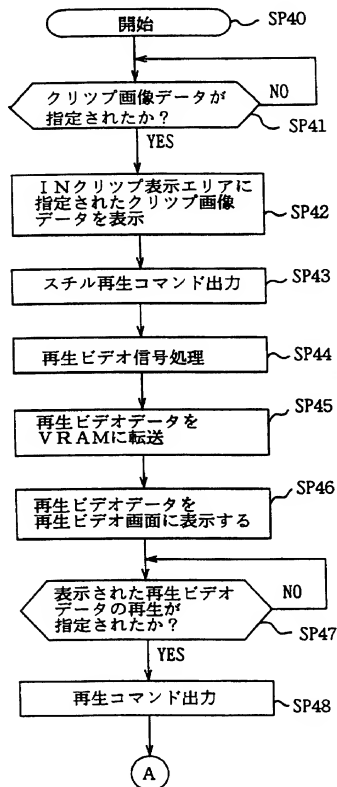 開始
SP40
クリツプ画像データが
指定されたか?
NO
SP41
YES
INクリツプ表示エリアに
指定されたクリツプ画像
データを表示
SP42
スチル再生コマンド出力
SP43
再生ビデオ信号処理
SP44
再生ビデオデータを
VRAMに転送
SP45
再生ビデオデータを
再生ビデオ画面に表示する
SP46
表示された再生ビデオ
データの再生が
指定されたか?
NO
SP47
YES
再生コマンド出力
SP48
A